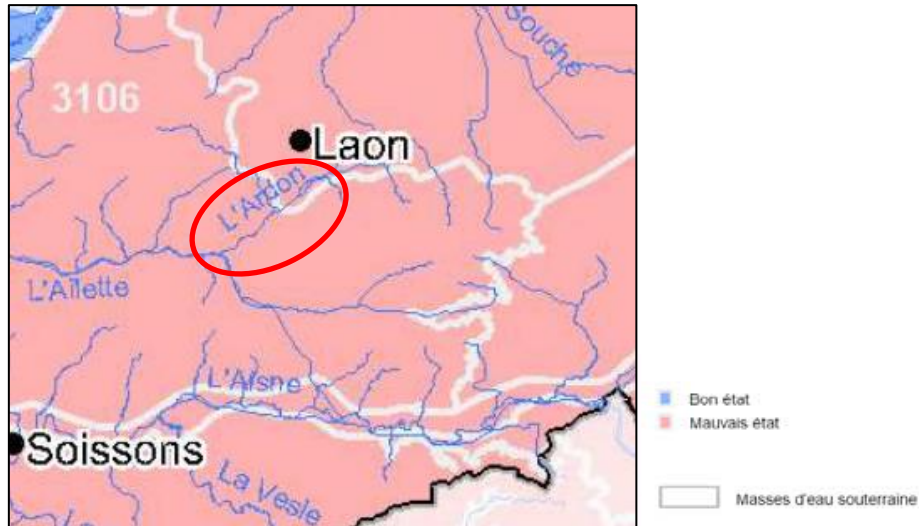 Souche
3106
Laon
L'Ardon
L'Ailette
L'Aisne
Soissons
La Vesle
Bon état
Mauvais état
Masses d'eau souterraine